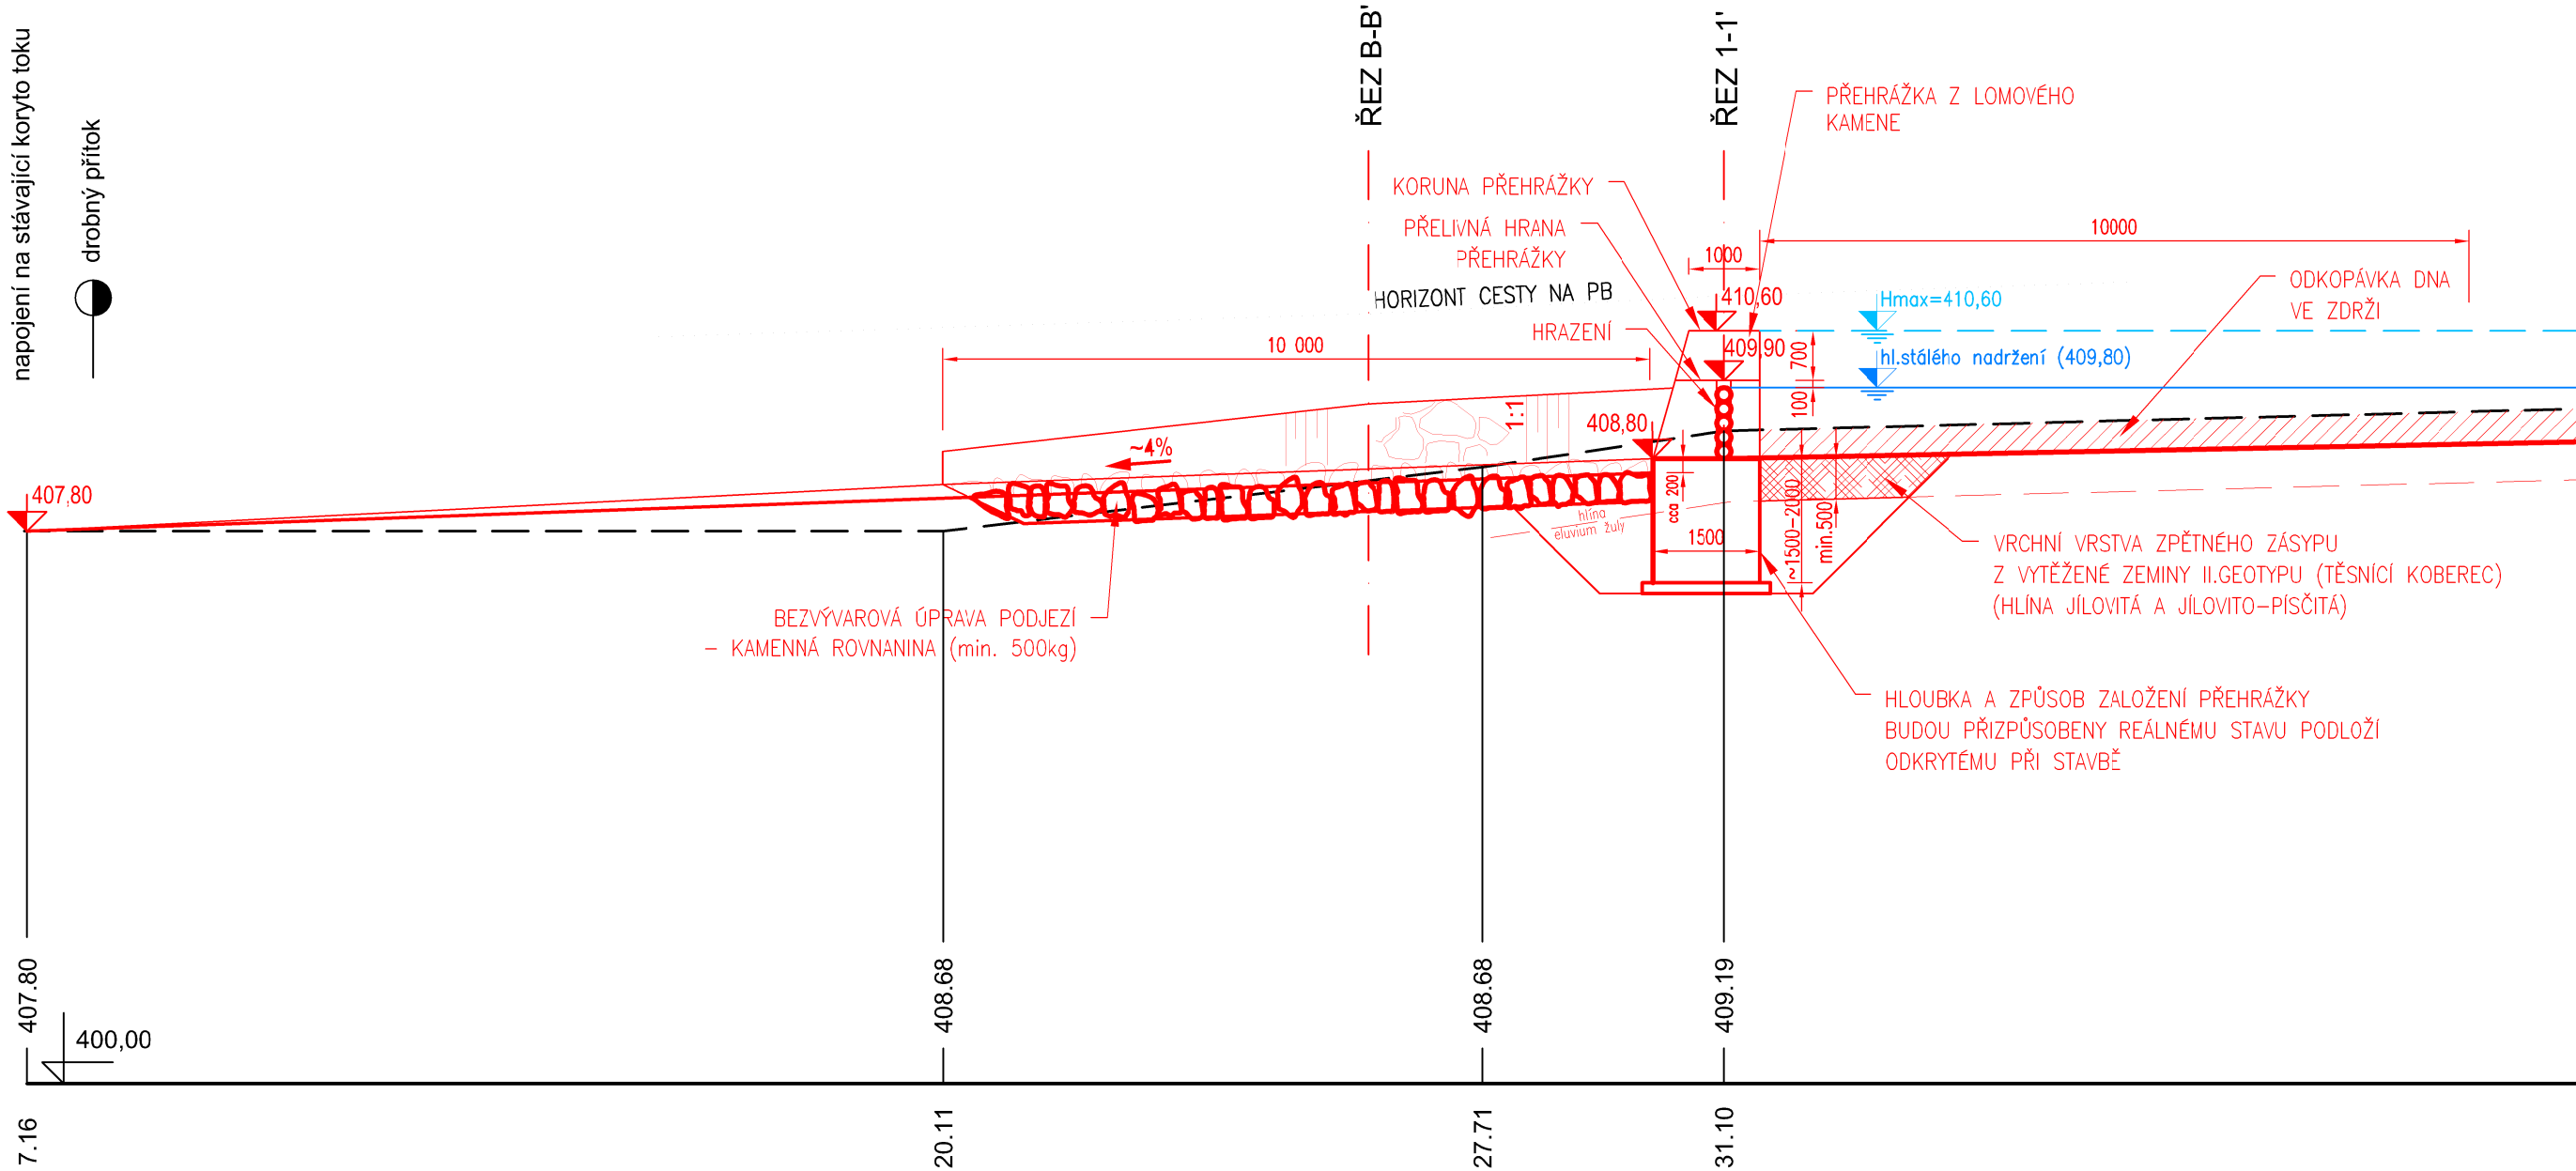 napojení na stávající koryto toku
drobný přítok
ŘEZ B-B'
ŘEZ 1-1'
PŘEHRÁŽKA Z LOMOVÉHO
KAMENE
KORUNA PŘEHRÁŽKY
PŘELIVNÁ HRANA
PŘEHRÁŽKY
HORIZONT CESTY NA PB
HRAZENÍ
1000
10000
410,60
409,90
700
100
Hmax=410,60
hl.stálého nadržení (409,80)
ODKOPÁVKA DNA
VE ZDRŽI
10 000
1:1
408,80
~4%
407,80
cca 200
hlína
eluvium žuly
1500
~1500-2000
min.500
VRCHNÍ VRSTVA ZPĚTNÉHO ZÁSYPU
Z VYTĚŽENÉ ZEMINY II.GEOTYPU (TĚSNÍCÍ KOBEREC)
(HLÍNA JÍLOVITÁ A JÍLOVITO-PÍSČITÁ)
BEZVÝVAROVÁ ÚPRAVA PODJEZÍ
- KAMENNÁ ROVNANINA (min. 500kg)
HLOUBKA A ZPŮSOB ZALOŽENÍ PŘEHRÁŽKY
BUDOU PŘIZPŮSOBENY REÁLNÉMU STAVU PODLOŽÍ
ODKRYTÉMU PŘI STAVBĚ
407.80
408.68
408.68
409.19
400,00
7.16
20.11
27.71
31.10